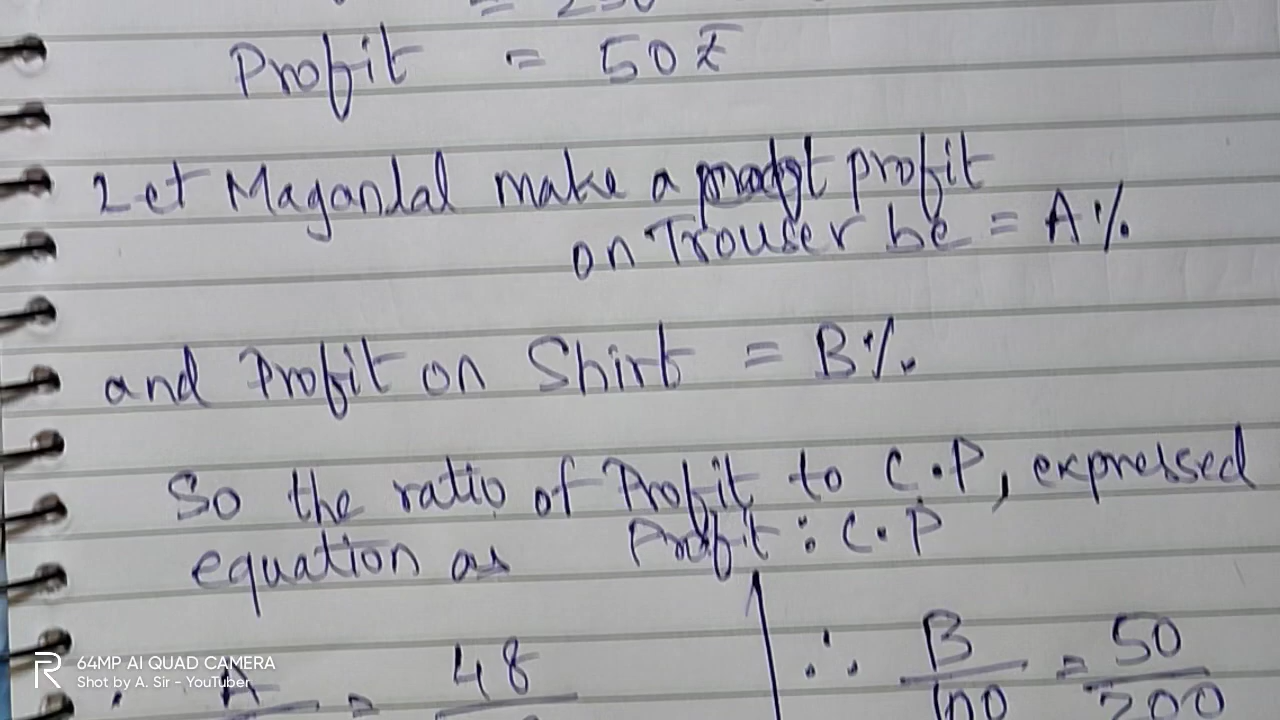 = 250
Profit = 50₹
Let Maganlal make a profit
on Trouser be = A%
and Profit on Shirt = B%
So the ratio of Profit to C.P, expressed
equation as Profit : C.P
A = 48
∴ B/100 = 50/200
64MP AI QUAD CAMERA
Shot by A. Sir - YouTuber